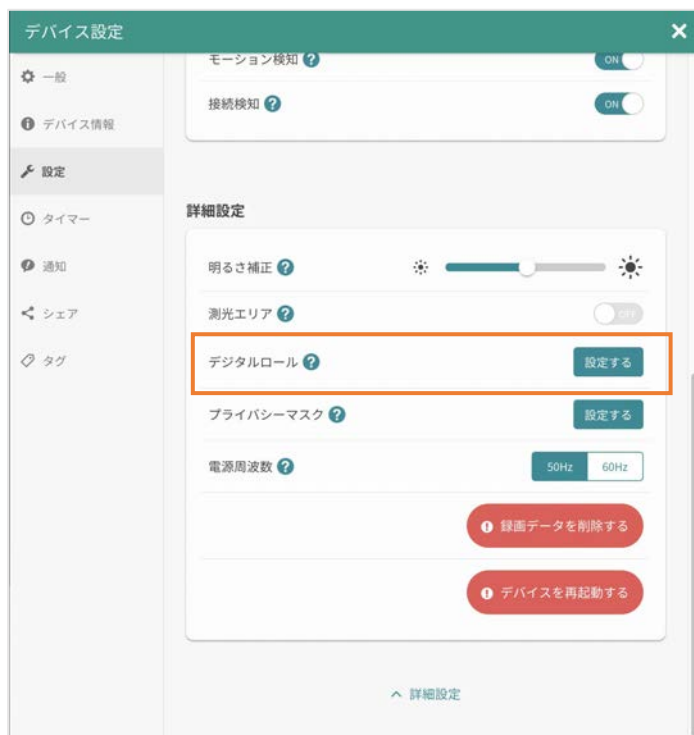 デバイス設定
一般
デバイス情報
設定
タイマー
通知
シェア
タグ
モーション検知 ?
ON
接続検知 ?
ON
詳細設定
明るさ補正 ?
測光エリア ?
OFF
デジタルロール ?
設定する
プライバシーマスク ?
設定する
電源周波数 ?
50Hz 60Hz
録画データを削除する
デバイスを再起動する
詳細設定